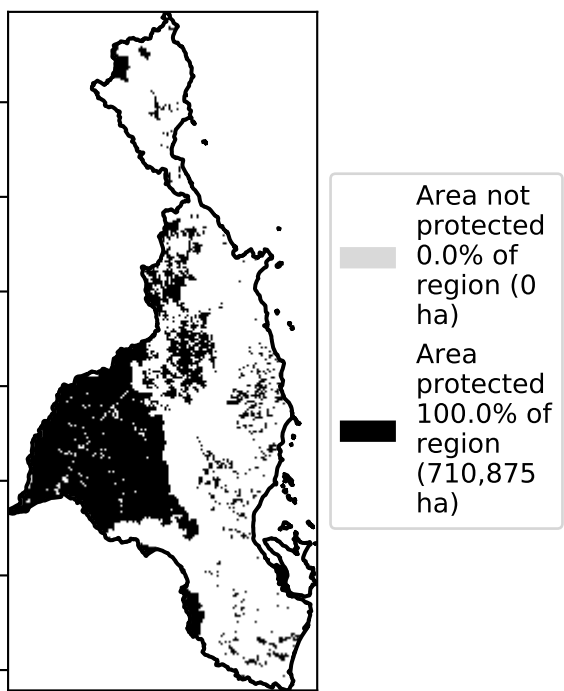 Area not
protected
0.0% of
region (0
ha)
Area
protected
100.0% of
region
(710,875
ha)